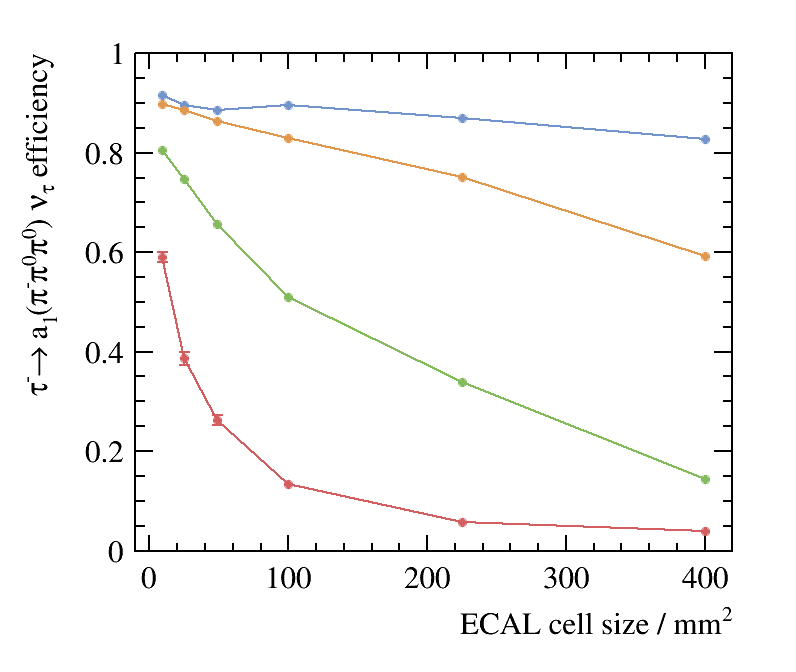 τ⁻→ a₁(π⁻π⁰π⁰) ν_τ efficiency
1
0.8
0.6
0.4
0.2
0
0 100 200 300 400
ECAL cell size / mm²